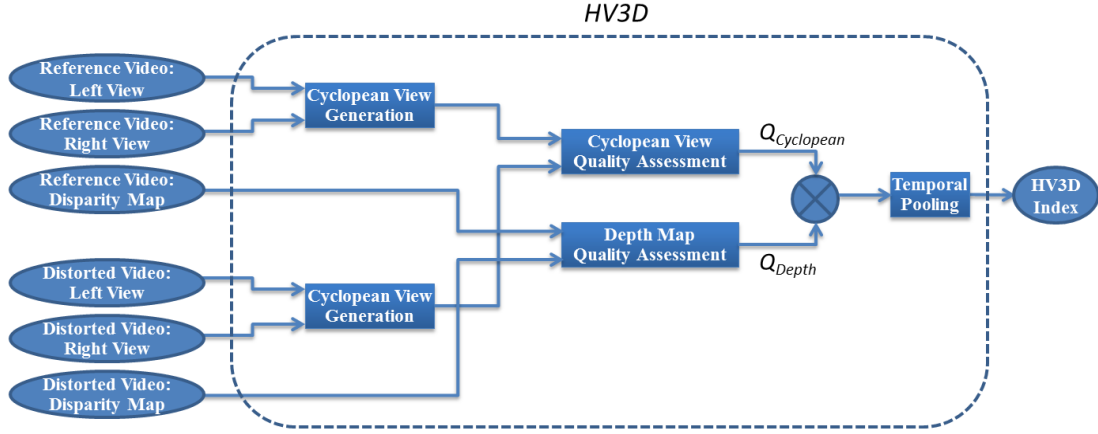 HV3D
Reference Video:
Left View
Reference Video:
Right View
Reference Video:
Disparity Map
Distorted Video:
Left View
Distorted Video:
Right View
Distorted Video:
Disparity Map
Cyclopean View
Generation
Cyclopean View
Generation
Cyclopean View
Quality Assessment
Depth Map
Quality Assessment
QCyclopean
QDepth
Temporal
Pooling
HV3D
Index